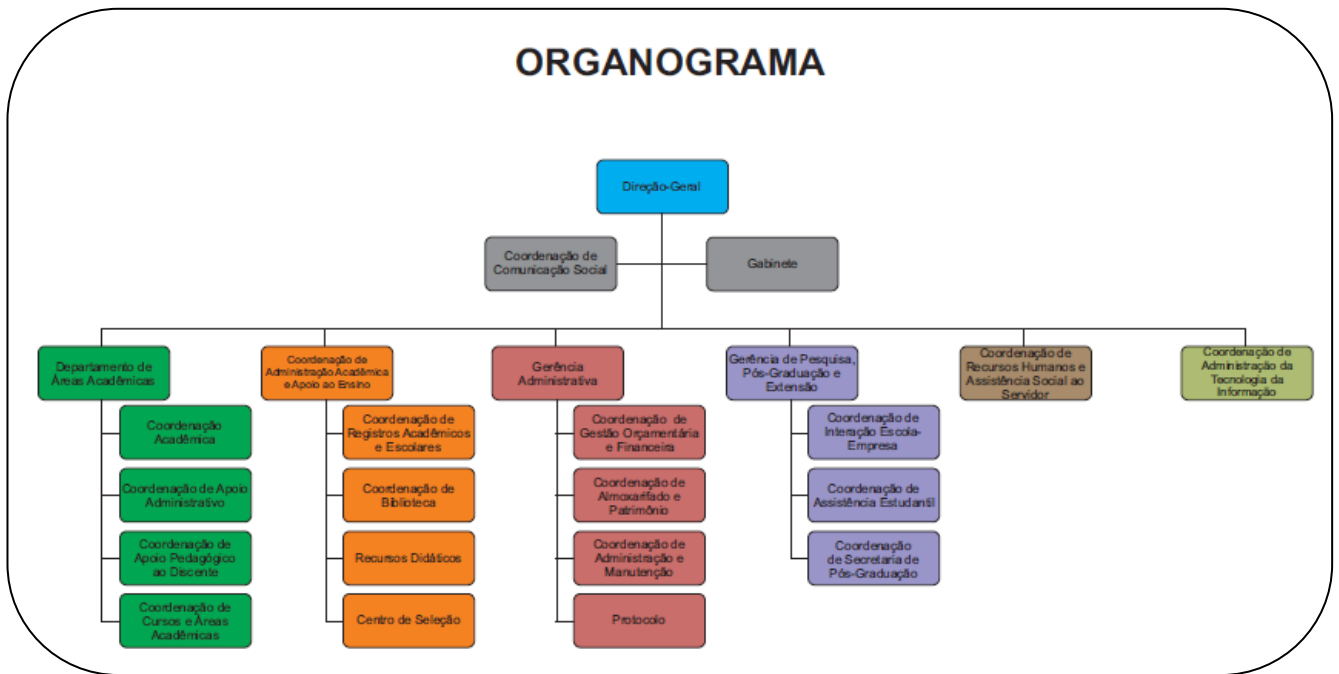 ORGANOGRAMA
Direção-Geral
Coordenação de
Comunicação Social
Gabinete
Departamento de
Áreas Acadêmicas
Coordenação de
Administração Acadêmica
e Apoio ao Ensino
Gerência
Administrativa
Gerência de Pesquisa,
Pós-Graduação e
Extensão
Coordenação de
Recursos Humanos e
Assistência Social ao
Servidor
Coordenação de
Administração da
Tecnologia da
Informação
Coordenação
Acadêmica
Coordenação de Apoio
Administrativo
Coordenação de
Apoio Pedagógico
ao Discente
Coordenação de
Cursos e Áreas
Acadêmicas
Coordenação de
Registros Acadêmicos
e Escolares
Coordenação de
Biblioteca
Recursos Didáticos
Centro de Seleção
Coordenação de
Gestão Orçamentária
e Financeira
Coordenação de
Almoxarifado e
Patrimônio
Coordenação de
Administração e
Manutenção
Protocolo
Coordenação de
Interação Escola-
Empresa
Coordenação de
Assistência Estudantil
Coordenação
de Secretaria de
Pós-Graduação